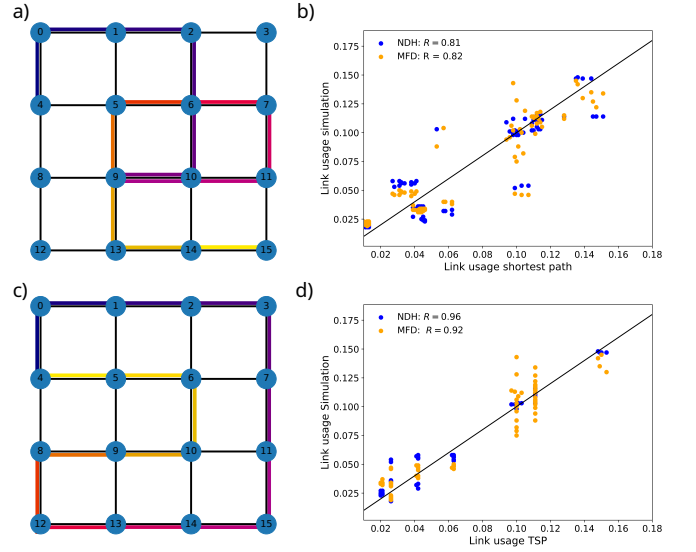 a)
0 1 2 3
4 5 6 7
8 9 10 11
12 13 14 15
b)
Link usage simulation
0.175
0.150
0.125
0.100
0.075
0.050
0.025
NDH: R = 0.81
MFD: R = 0.82
0.02 0.04 0.06 0.08 0.10 0.12 0.14 0.16 0.18
Link usage shortest path
c)
0 1 2 3
4 5 6 7
8 9 10 11
12 13 14 15
d)
Link usage Simulation
0.175
0.150
0.125
0.100
0.075
0.050
0.025
NDH: R = 0.96
MFD: R = 0.92
0.02 0.04 0.06 0.08 0.10 0.12 0.14 0.16 0.18
Link usage TSP